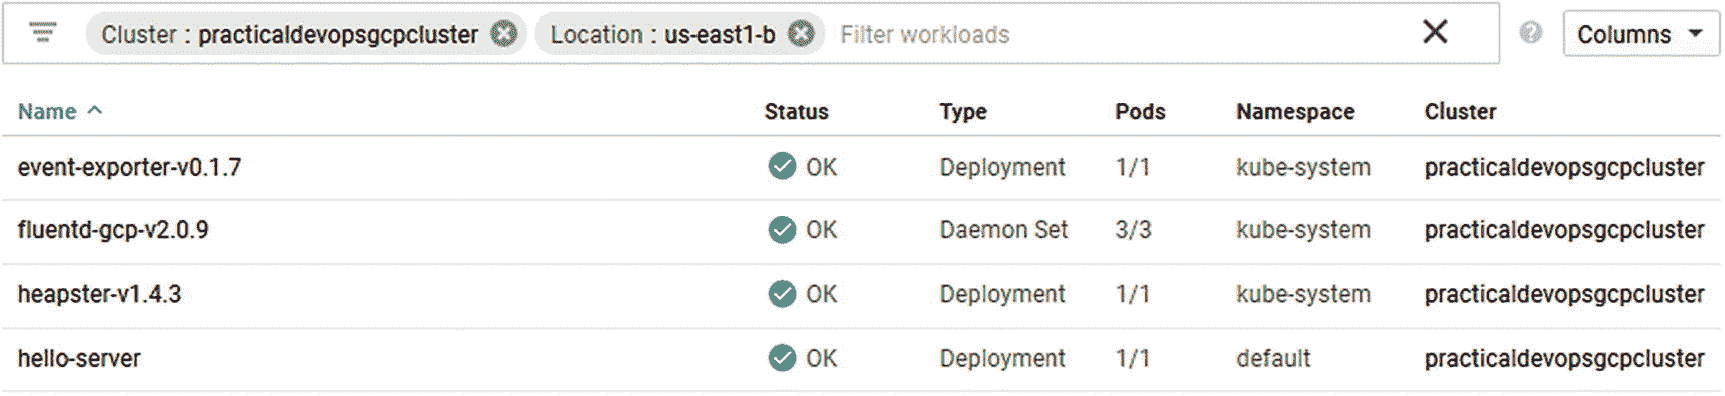 Cluster : practicaldevopsgcpcluster Location : us-east1-b Filter workloads Columns
Name Status Type Pods Namespace Cluster
event-exporter-v0.1.7 OK Deployment 1/1 kube-system practicaldevopsgcpcluster
fluentd-gcp-v2.0.9 OK Daemon Set 3/3 kube-system practicaldevopsgcpcluster
heapster-v1.4.3 OK Deployment 1/1 kube-system practicaldevopsgcpcluster
hello-server OK Deployment 1/1 default practicaldevopsgcpcluster